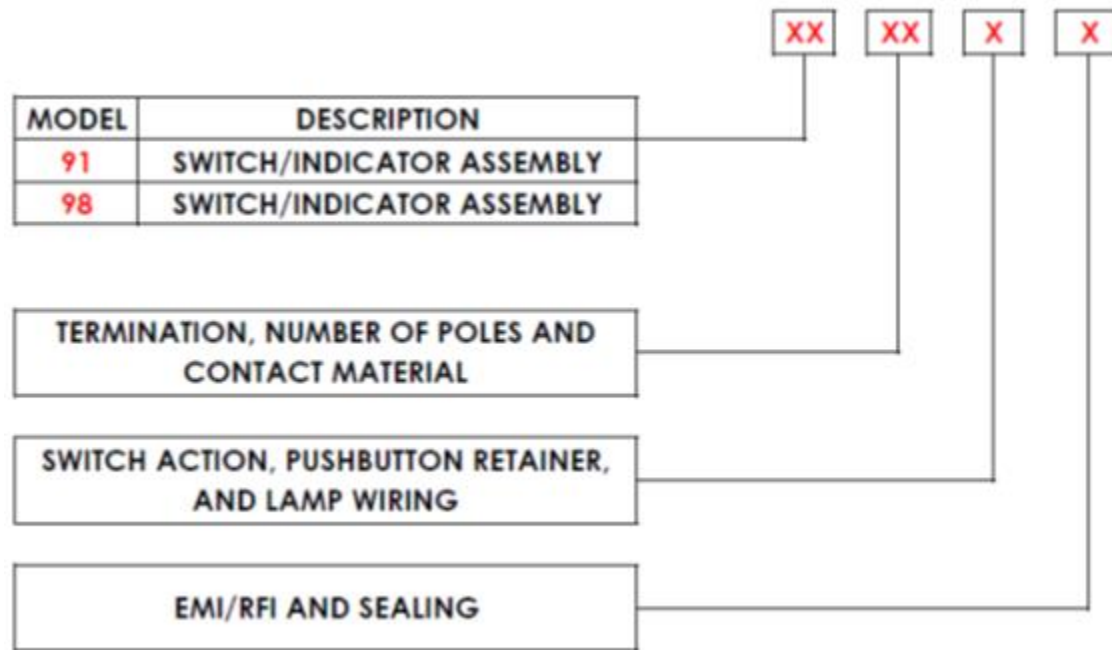 XX XX X X
MODEL DESCRIPTION
91 SWITCH/INDICATOR ASSEMBLY
98 SWITCH/INDICATOR ASSEMBLY
TERMINATION, NUMBER OF POLES AND
CONTACT MATERIAL
SWITCH ACTION, PUSHBUTTON RETAINER,
AND LAMP WIRING
EMI/RFI AND SEALING